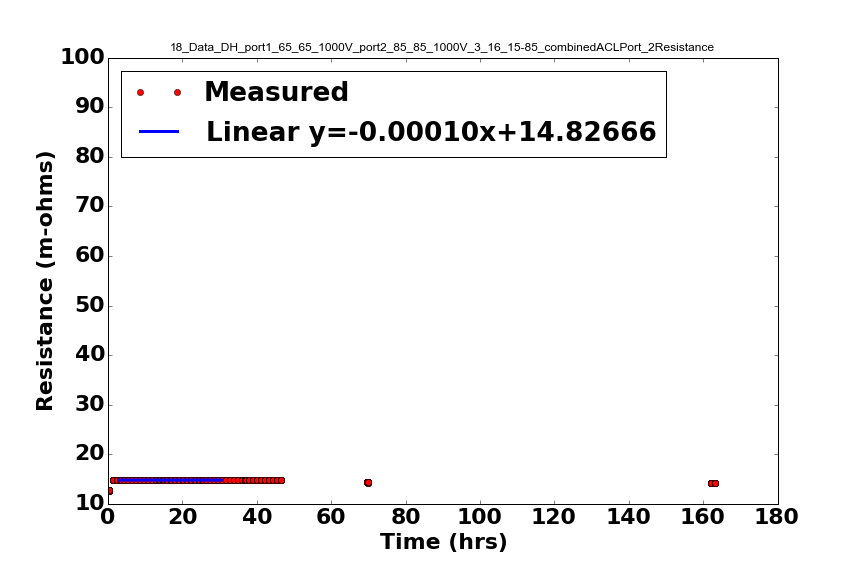 18_Data_DH_port1_65_65_1000V_port2_85_85_1000V_3_16_15-85_combinedACLPort_2Resistance
Measured
Linear y=-0.00010x+14.82666
Resistance (m-ohms)
100
90
80
70
60
50
40
30
20
10
0 20 40 60 80 100 120 140 160 180
Time (hrs)